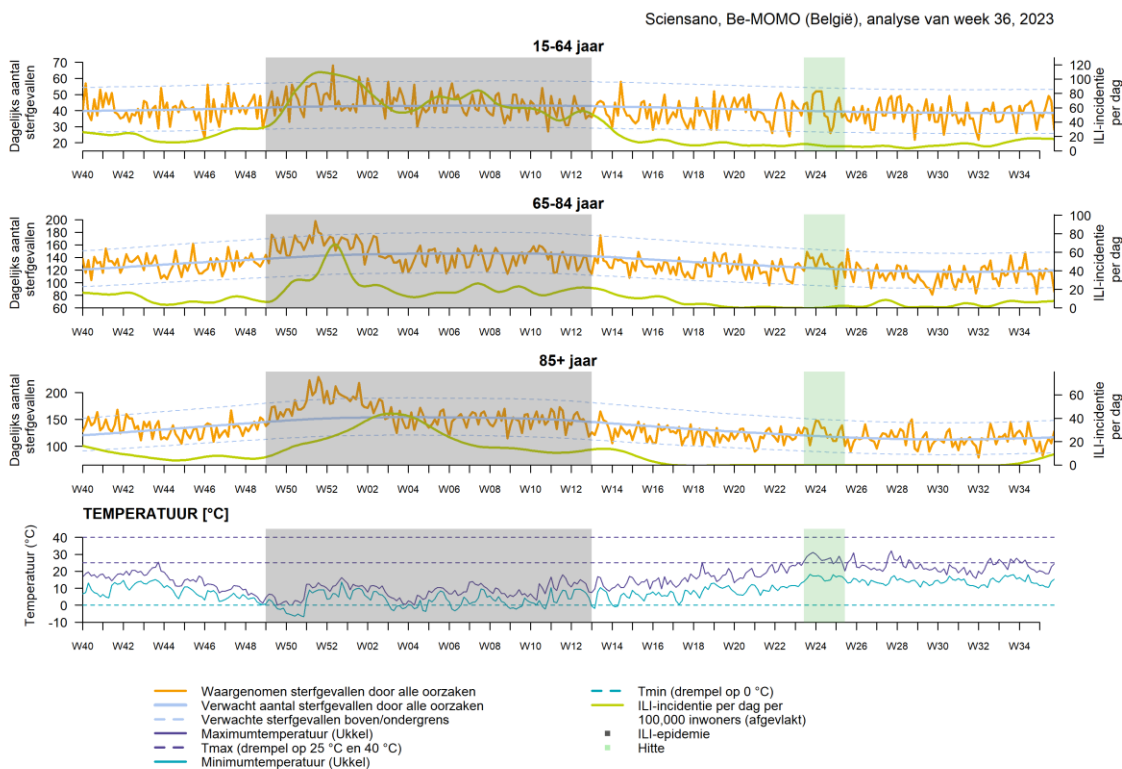 Sciensano, Be-MOMO (België), analyse van week 36, 2023
15-64 jaar
Dagelijks aantal
sterfgevallen
70
60
50
40
30
20
120
100
80
60
40
20
0
ILI-incidentie
per dag
W40 W42 W44 W46 W48 W50 W52 W02 W04 W06 W08 W10 W12 W14 W16 W18 W20 W22 W24 W26 W28 W30 W32 W34
65-84 jaar
Dagelijks aantal
sterfgevallen
200
180
160
140
120
100
80
60
100
80
60
40
20
0
ILI-incidentie
per dag
W40 W42 W44 W46 W48 W50 W52 W02 W04 W06 W08 W10 W12 W14 W16 W18 W20 W22 W24 W26 W28 W30 W32 W34
85+ jaar
Dagelijks aantal
sterfgevallen
200
150
100
60
40
20
0
ILI-incidentie
per dag
W40 W42 W44 W46 W48 W50 W52 W02 W04 W06 W08 W10 W12 W14 W16 W18 W20 W22 W24 W26 W28 W30 W32 W34
TEMPERATUUR [°C]
Temperatuur (°C)
40
30
20
10
0
-10
W40 W42 W44 W46 W48 W50 W52 W02 W04 W06 W08 W10 W12 W14 W16 W18 W20 W22 W24 W26 W28 W30 W32 W34
Waargenomen sterfgevallen door alle oorzaken
Verwacht aantal sterfgevallen door alle oorzaken
Verwachte sterfgevallen boven/ondergrens
Maximumtemperatuur (Ukkel)
Tmax (drempel op 25 °C en 40 °C)
Minimumtemperatuur (Ukkel)
Tmin (drempel op 0 °C)
ILI-incidentie per dag per
100,000 inwoners (afgevlakt)
ILI-epidemie
Hitte